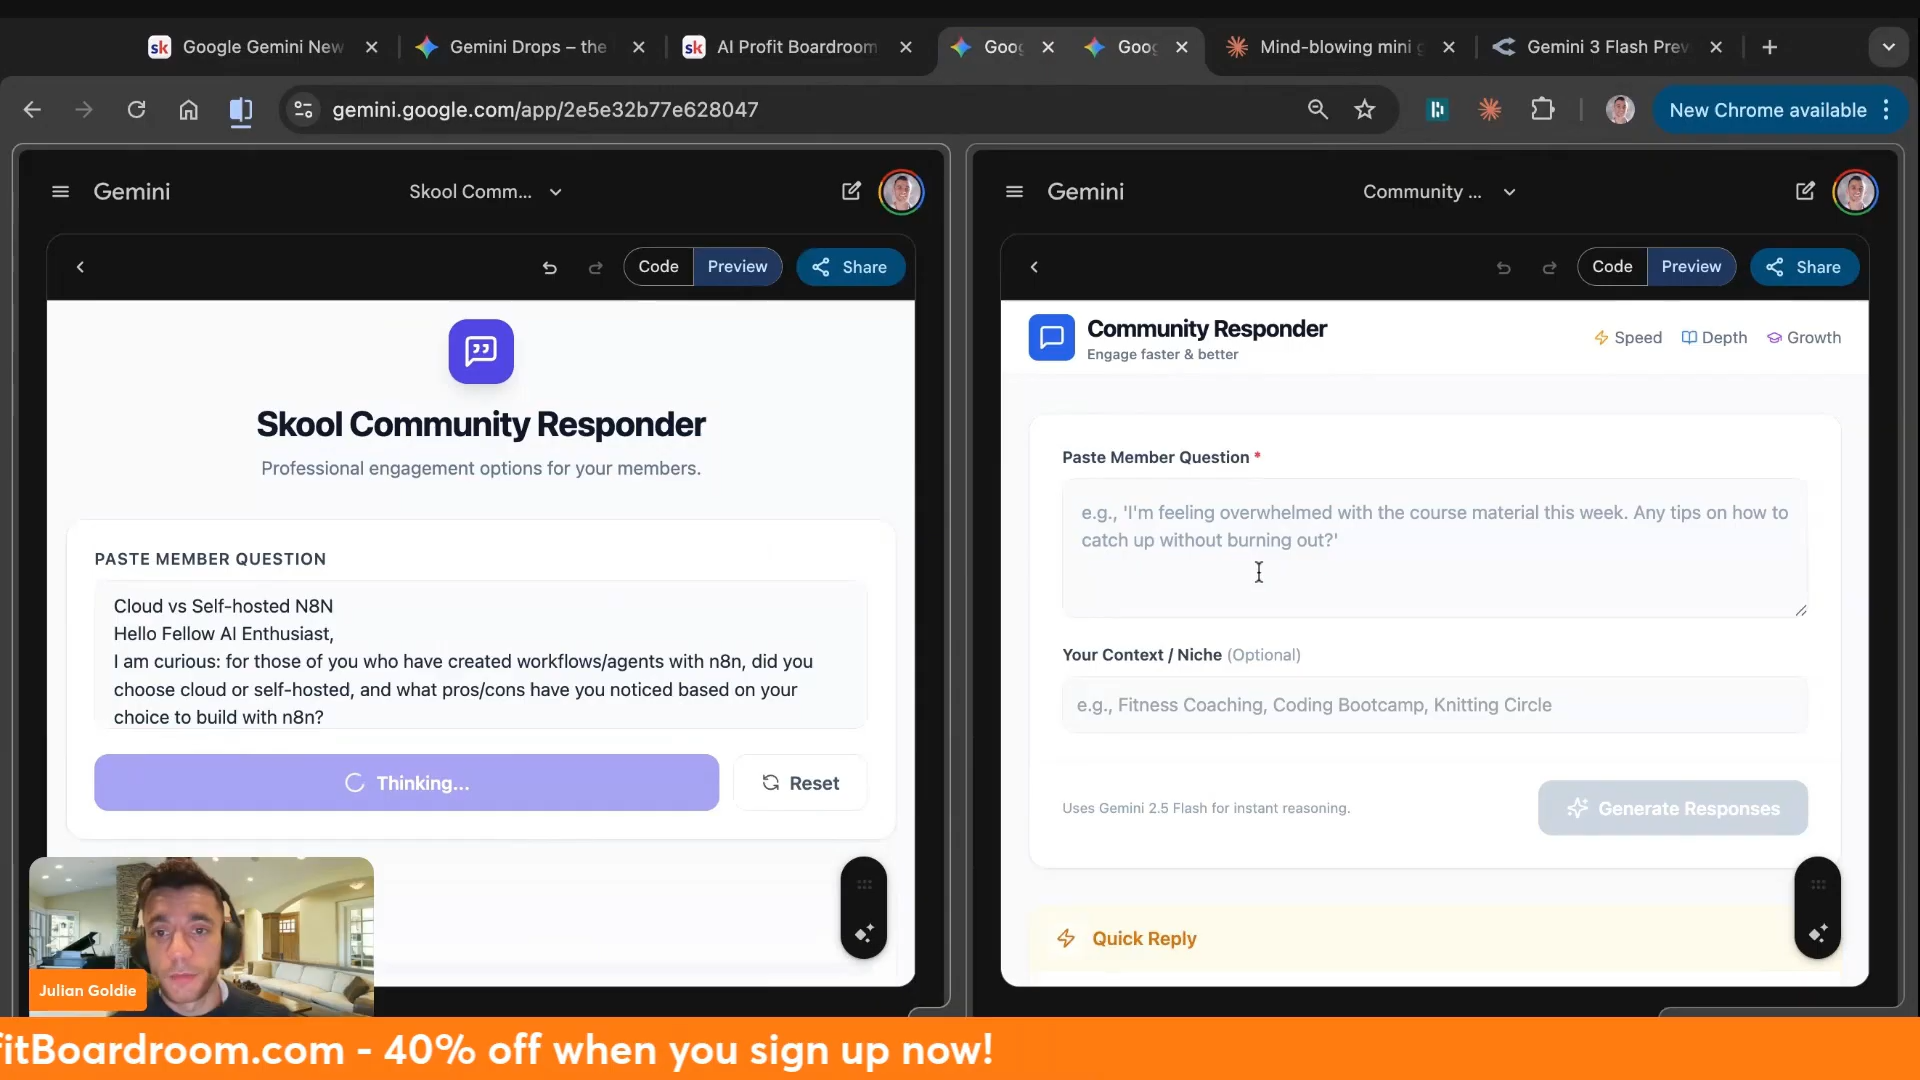 sk Google Gemini New
Gemini Drops – the
sk AI Profit Boardroom
Goog
Goog
Mind-blowing mini g
Gemini 3 Flash Prev
gemini.google.com/app/2e5e32b77e628047
New Chrome available
Gemini
Skool Comm...
Code
Preview
Share
Skool Community Responder
Professional engagement options for your members.
PASTE MEMBER QUESTION
Cloud vs Self-hosted N8N
Hello Fellow AI Enthusiast,
I am curious: for those of you who have created workflows/agents with n8n, did you
choose cloud or self-hosted, and what pros/cons have you noticed based on your
choice to build with n8n?
Thinking...
Reset
Gemini
Community ...
Code
Preview
Share
Community Responder
Engage faster & better
Speed
Depth
Growth
Paste Member Question *
e.g., 'I'm feeling overwhelmed with the course material this week. Any tips on how to
catch up without burning out?'
Your Context / Niche (Optional)
e.g., Fitness Coaching, Coding Bootcamp, Knitting Circle
Uses Gemini 2.5 Flash for instant reasoning.
Generate Responses
Quick Reply
Julian Goldie
fitBoardroom.com - 40% off when you sign up now!